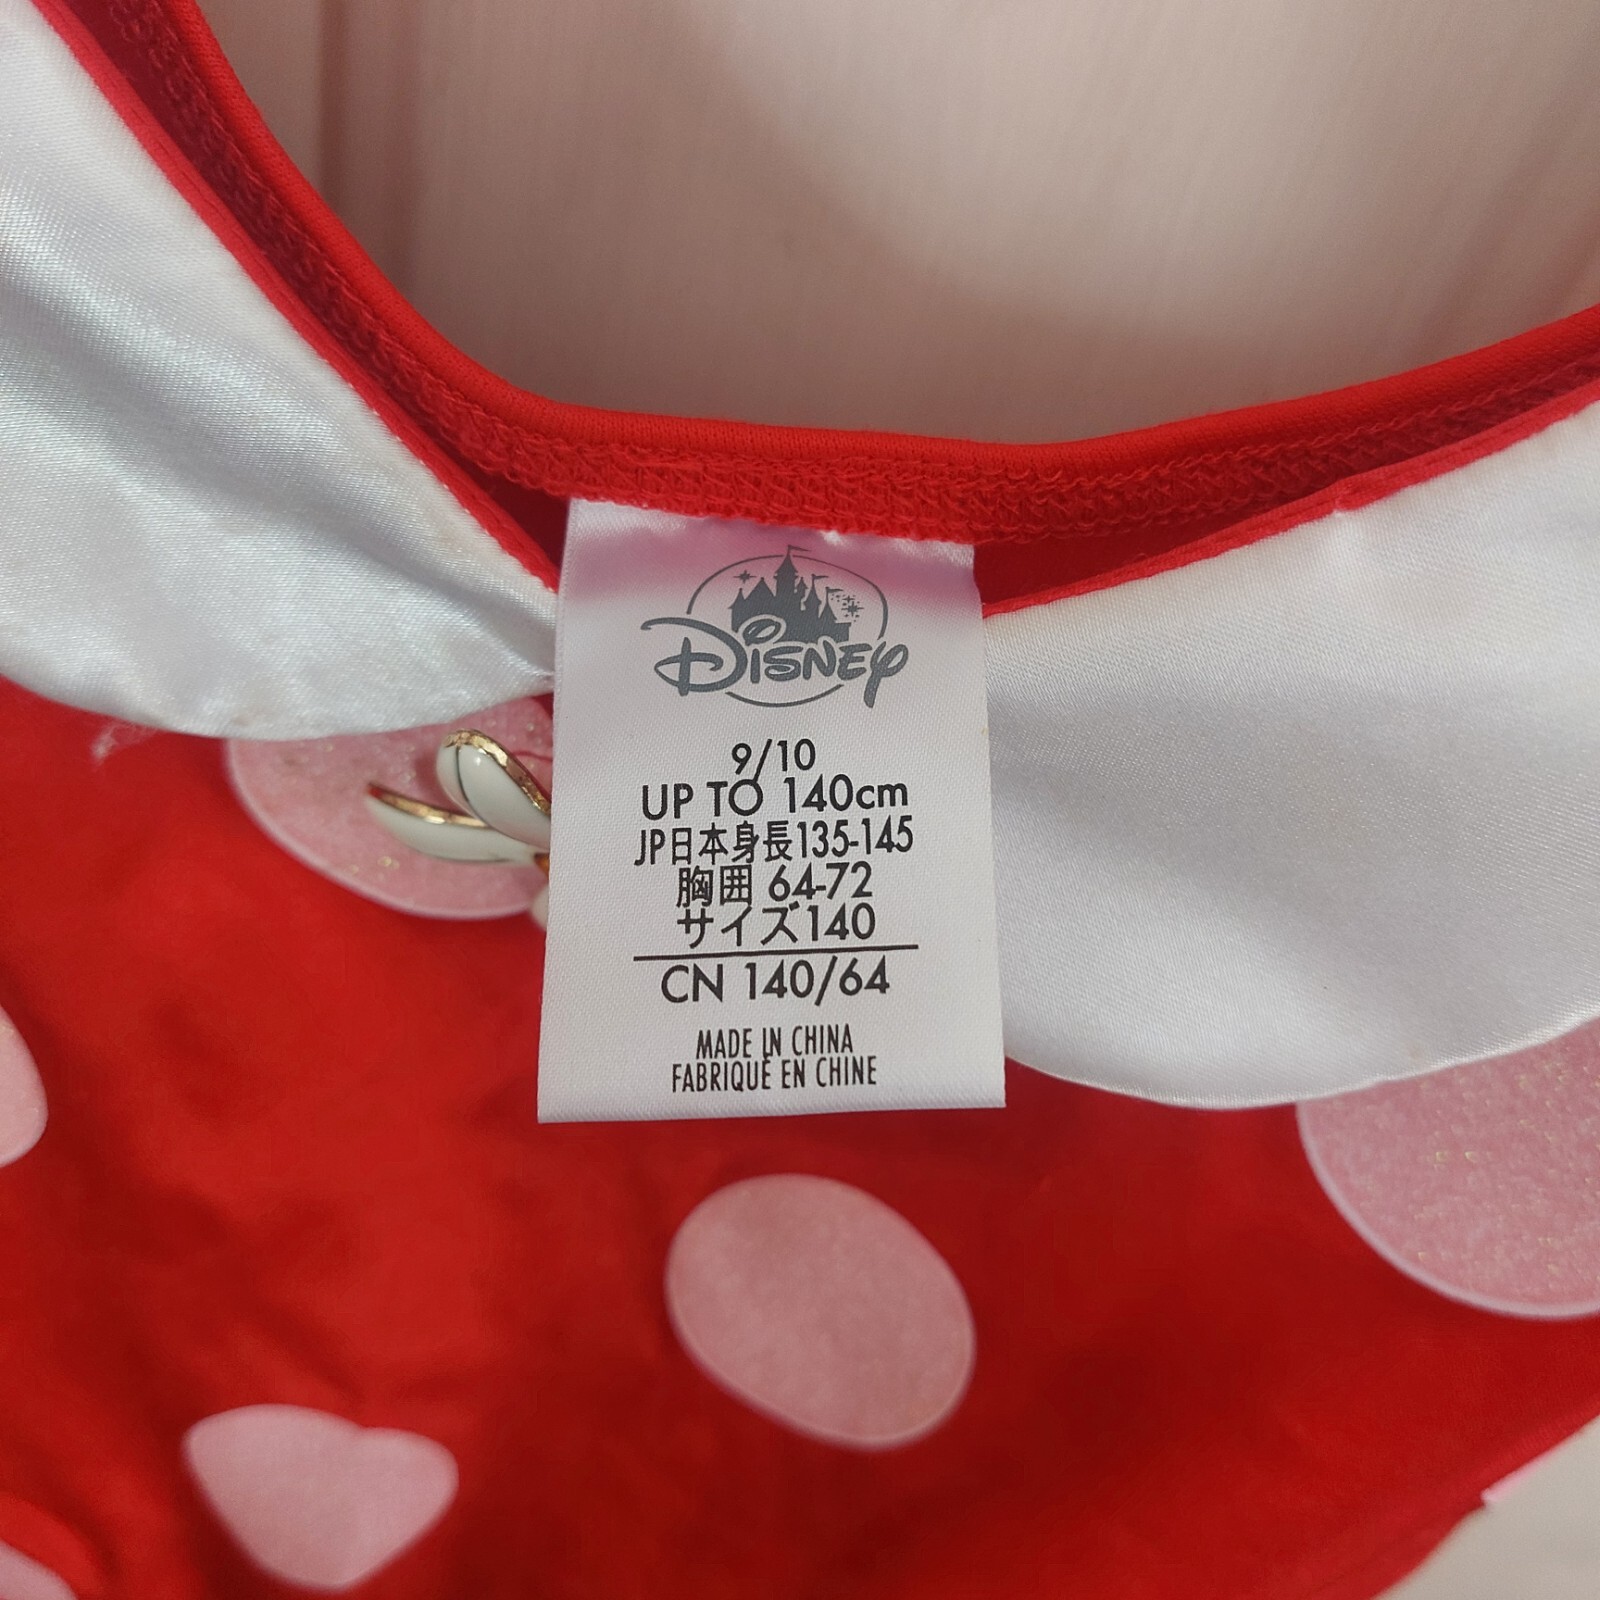 Disney
9/10
UP TO 140cm
JP日本身長135-145
胸囲 64-72
サイズ140
CN 140/64
MADE IN CHINA
FABRIQUÉ EN CHINE